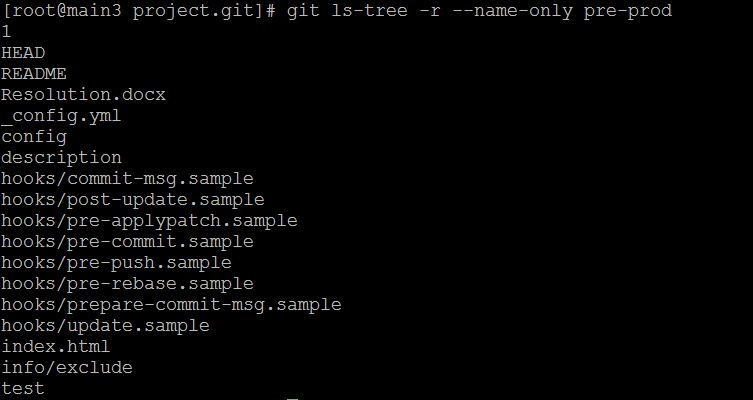 [root@main3 project.git]# git ls-tree -r --name-only pre-prod
1
HEAD
README
Resolution.docx
_config.yml
config
description
hooks/commit-msg.sample
hooks/post-update.sample
hooks/pre-applypatch.sample
hooks/pre-commit.sample
hooks/pre-push.sample
hooks/pre-rebase.sample
hooks/prepare-commit-msg.sample
hooks/update.sample
index.html
info/exclude
test